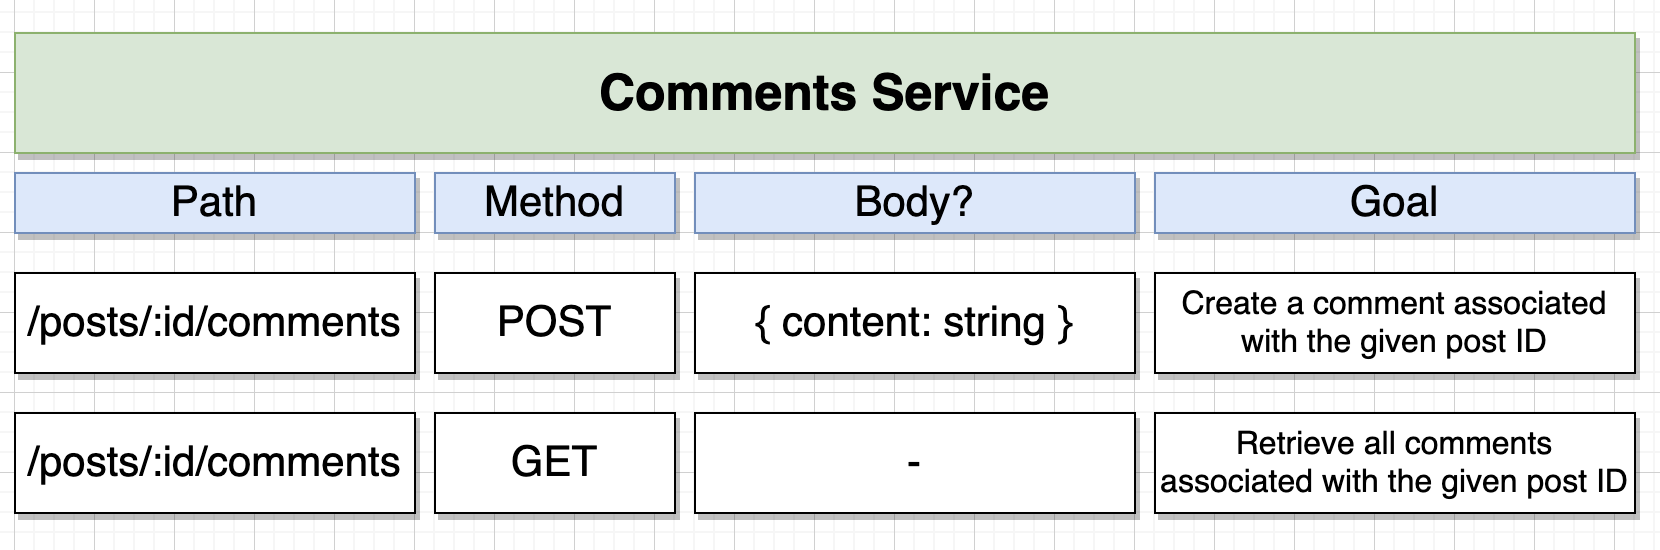 Comments Service
Path Method Body? Goal
/posts/:id/comments POST { content: string } Create a comment associated
with the given post ID
/posts/:id/comments GET - Retrieve all comments
associated with the given post ID